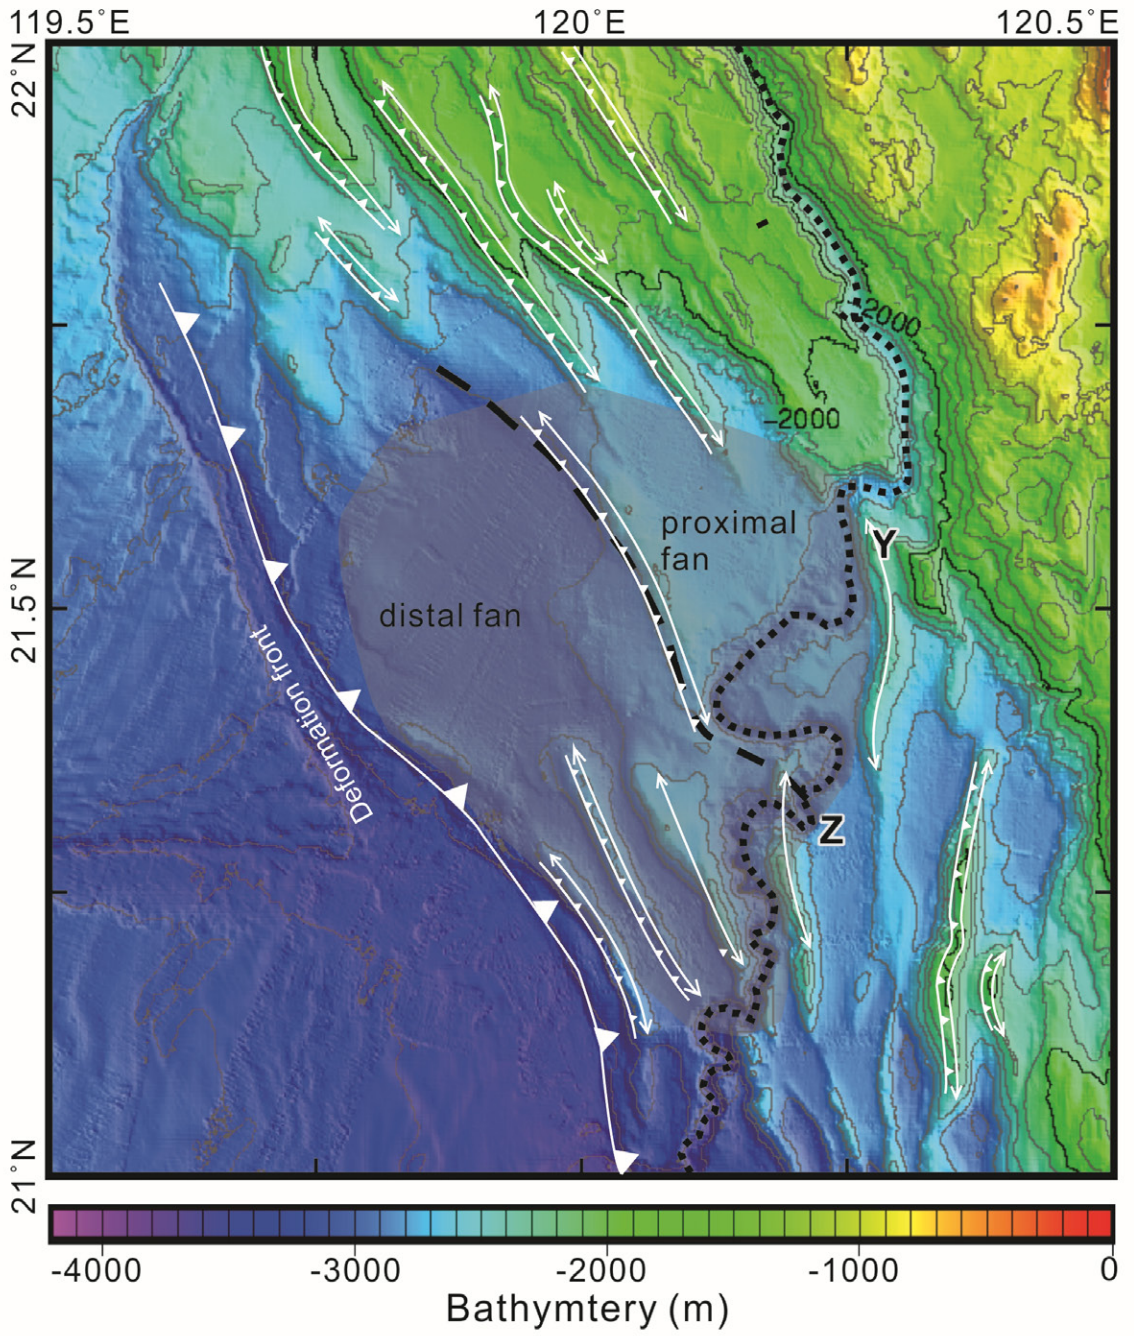 119.5°E 120°E 120.5°E
22°N
2000
-2000
proximal
fan
Y
21.5°N
distal fan
Deformation front
Z
21°N
-4000 -3000 -2000 -1000 0
Bathymtery (m)